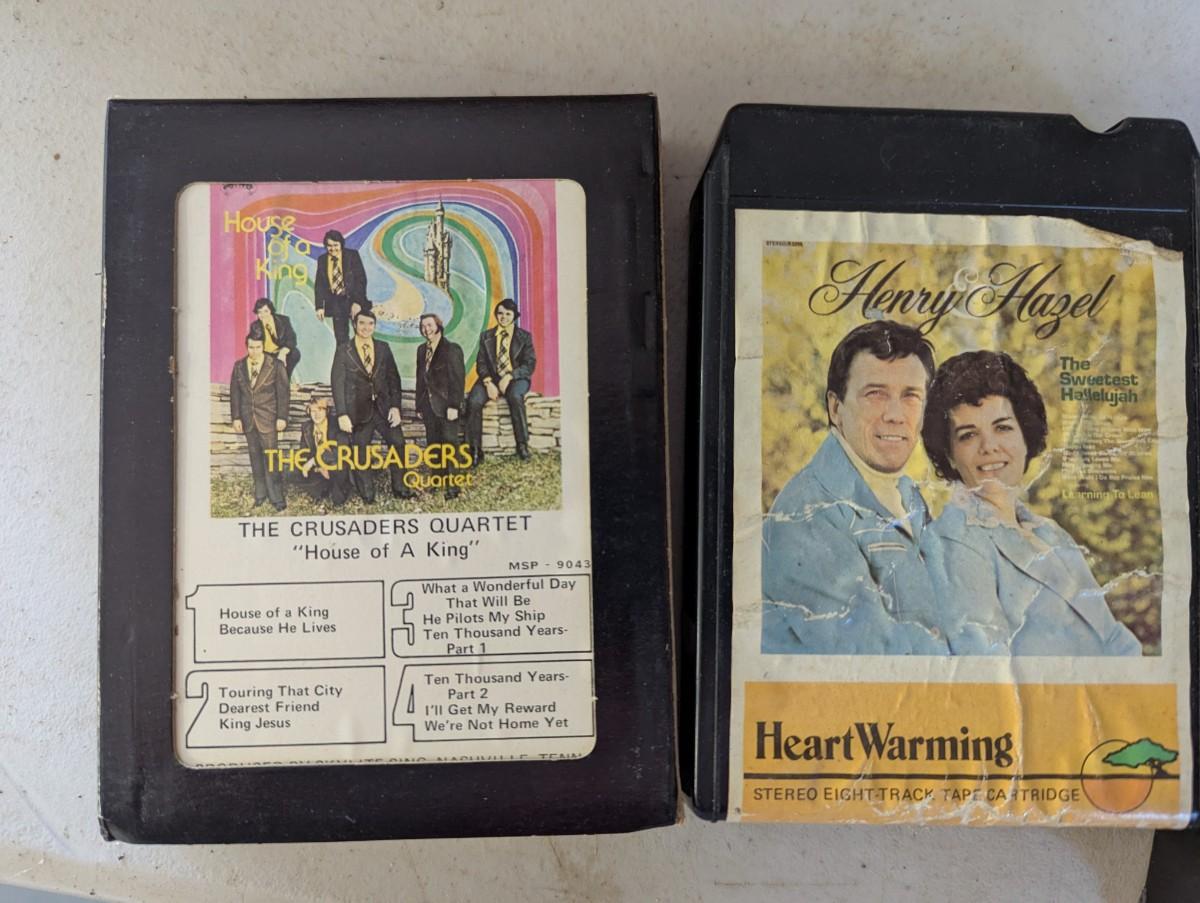 House
of a
King
THE CRUSADERS
Quartet
THE CRUSADERS QUARTET
"House of A King"
MSP - 9043
1
House of a King
Because He Lives
2
Touring That City
Dearest Friend
King Jesus
3
What a Wonderful Day
That Will Be
He Pilots My Ship
Ten Thousand Years-
Part 1
4
Ten Thousand Years-
Part 2
I'll Get My Reward
We're Not Home Yet
Henry & Hazel
The
Sweetest
Hallelujah
Learning To Lean
HeartWarming
STEREO EIGHT-TRACK TAPE CARTRIDGE